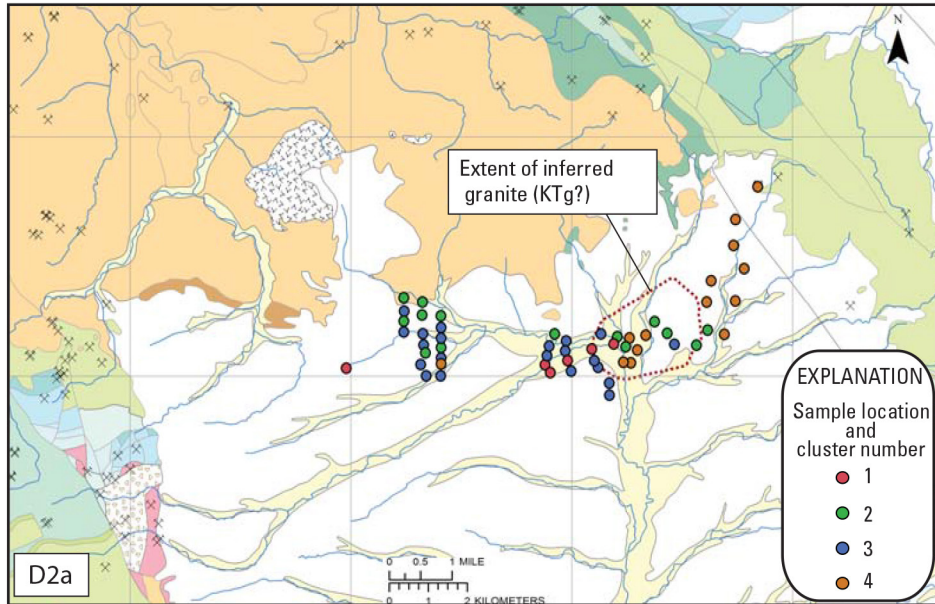 N
Extent of inferred
granite (KTg?)
EXPLANATION
Sample location
and
cluster number
1
2
3
4
D2a
0 0.5 1 MILE
0 1 2 KILOMETERS